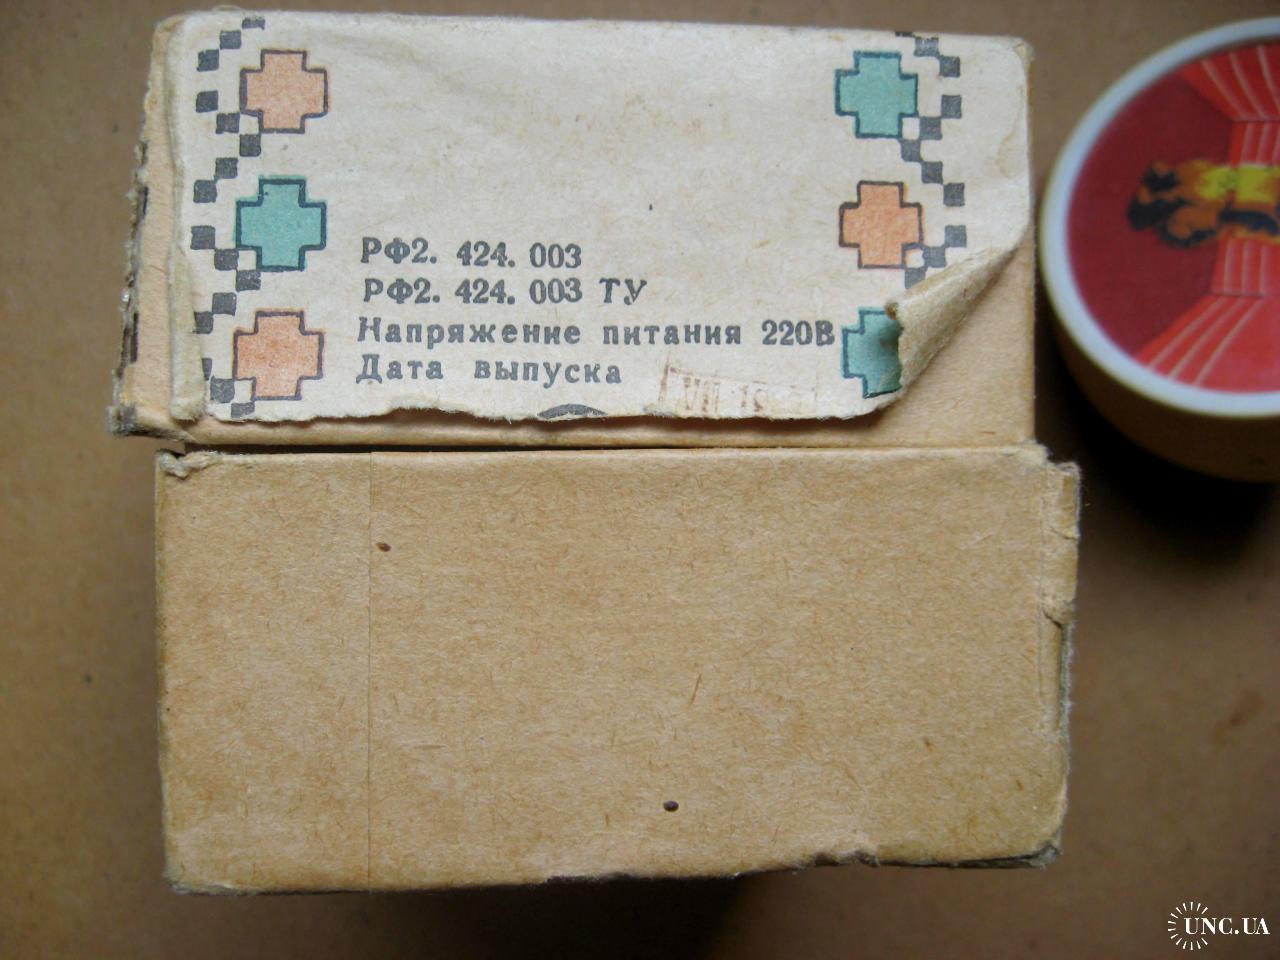 РФ2. 424. 003
РФ2. 424. 003 ТУ
Напряжение питания 220В
Дата выпуска
UNC.UA